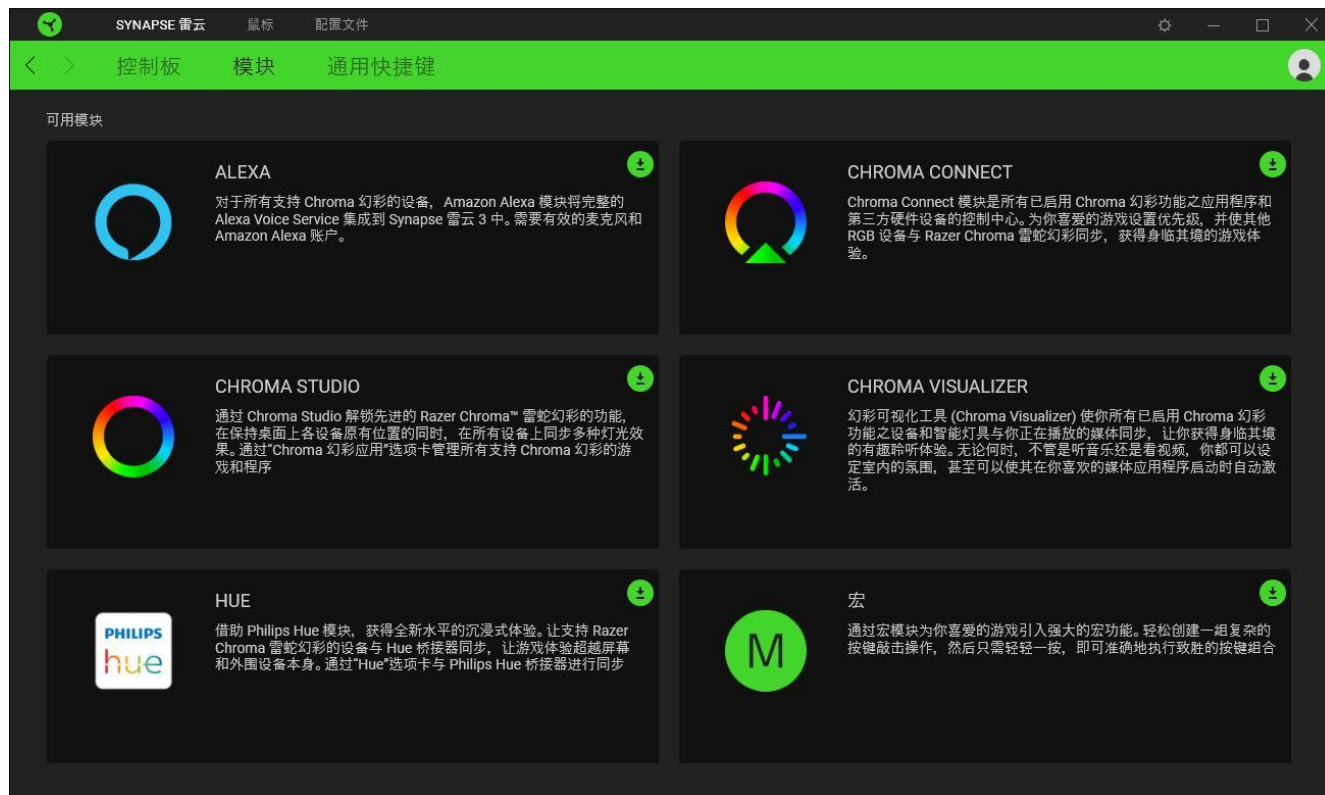 SYNAPSE 雷云 鼠标 配置文件
控制板 模块 通用快捷键
可用模块
ALEXA
对于所有支持 Chroma 幻彩的设备，Amazon Alexa 模块将完整的
Alexa Voice Service 集成到 Synapse 雷云 3 中。需要有效的麦克风和
Amazon Alexa 账户。
CHROMA CONNECT
Chroma Connect 模块是所有已启用 Chroma 幻彩功能之应用程序和
第三方硬件设备的控制中心。为你喜爱的游戏设置优先级，并使其他
RGB 设备与 Razer Chroma 雷蛇幻彩同步，获得身临其境的游戏体
验。
CHROMA STUDIO
通过 Chroma Studio 解锁先进的 Razer Chroma™ 雷蛇幻彩的功能，
在保持桌面上各设备原有位置的同时，在所有设备上同步多种灯光效
果。通过“Chroma 幻彩应用”选项卡管理所有支持 Chroma 幻彩的游
戏和程序
CHROMA VISUALIZER
幻彩可视化工具 (Chroma Visualizer) 使你所有已启用 Chroma 幻彩
功能之设备和智能灯具与你正在播放的媒体同步，让你获得身临其境
的有趣聆听体验。无论何时，不管是听音乐还是看视频，你都可以设
定室内的氛围，甚至可以使其在你喜欢的媒体应用程序启动时自动激
活。
PHILIPS
hue
HUE
借助 Philips Hue 模块，获得全新水平的沉浸式体验。让支持 Razer
Chroma 雷蛇幻彩的设备与 Hue 桥接器同步，让游戏体验超越屏幕
和外围设备本身。通过“Hue”选项卡与 Philips Hue 桥接器进行同步
M
宏
通过宏模块为你喜爱的游戏引入强大的宏功能。轻松创建一组复杂的
按键敲击操作，然后只需轻轻一按，即可准确地执行致胜的按键组合